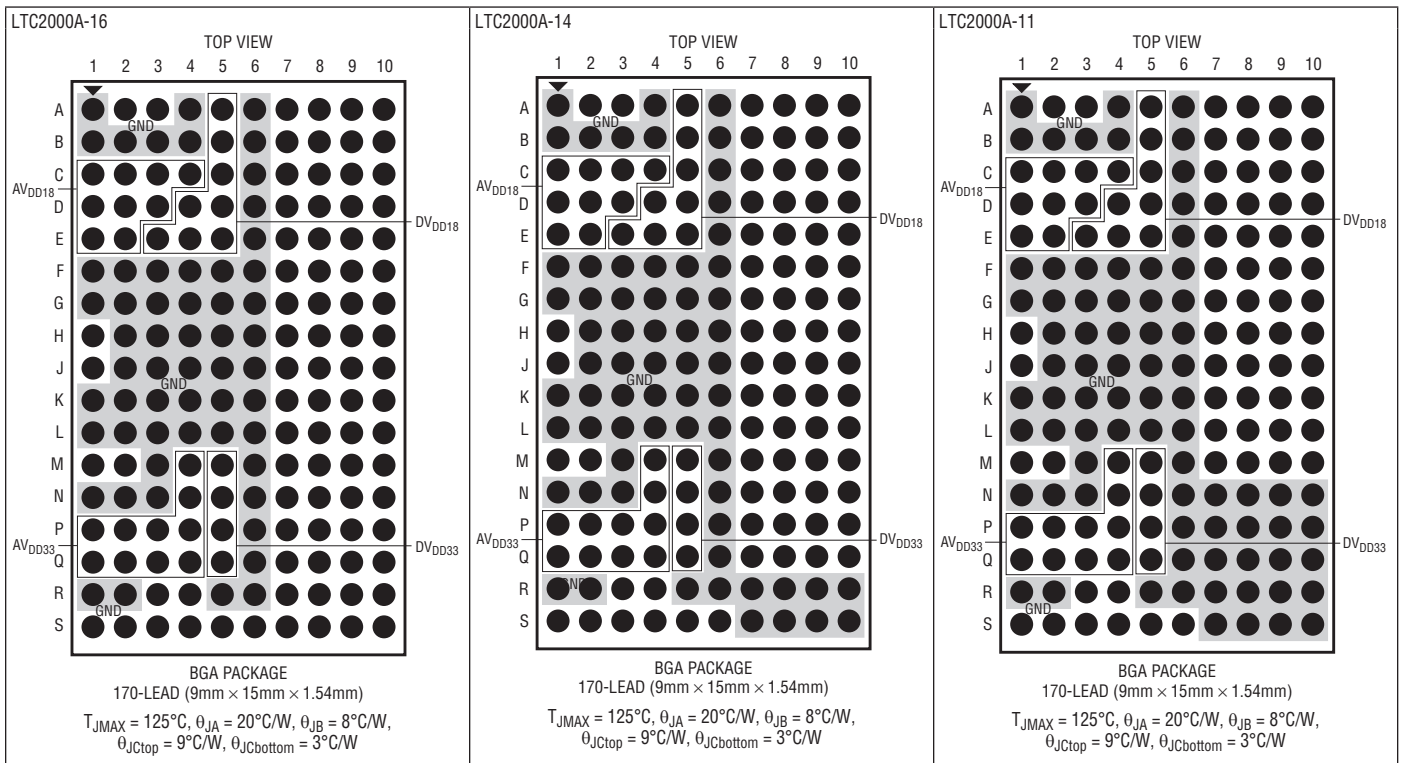 LTC2000A-16
TOP VIEW
1 2 3 4 5 6 7 8 9 10
A
GND
B
C
AVDD18
D
DVDD18
E
F
G
H
J
GND
K
L
M
N
P
AVDD33
DVDD33
Q
R
GND
S
BGA PACKAGE
170-LEAD (9mm × 15mm × 1.54mm)
TJMAX = 125°C, θJA = 20°C/W, θJB = 8°C/W,
θJCtop = 9°C/W, θJCbottom = 3°C/W
LTC2000A-14
TOP VIEW
1 2 3 4 5 6 7 8 9 10
A
GND
B
C
AVDD18
D
DVDD18
E
F
G
H
J
GND
K
L
M
N
P
AVDD33
DVDD33
Q
R
GND
S
BGA PACKAGE
170-LEAD (9mm × 15mm × 1.54mm)
TJMAX = 125°C, θJA = 20°C/W, θJB = 8°C/W,
θJCtop = 9°C/W, θJCbottom = 3°C/W
LTC2000A-11
TOP VIEW
1 2 3 4 5 6 7 8 9 10
A
GND
B
C
AVDD18
D
DVDD18
E
F
G
H
J
GND
K
L
M
N
P
AVDD33
DVDD33
Q
R
GND
S
BGA PACKAGE
170-LEAD (9mm × 15mm × 1.54mm)
TJMAX = 125°C, θJA = 20°C/W, θJB = 8°C/W,
θJCtop = 9°C/W, θJCbottom = 3°C/W